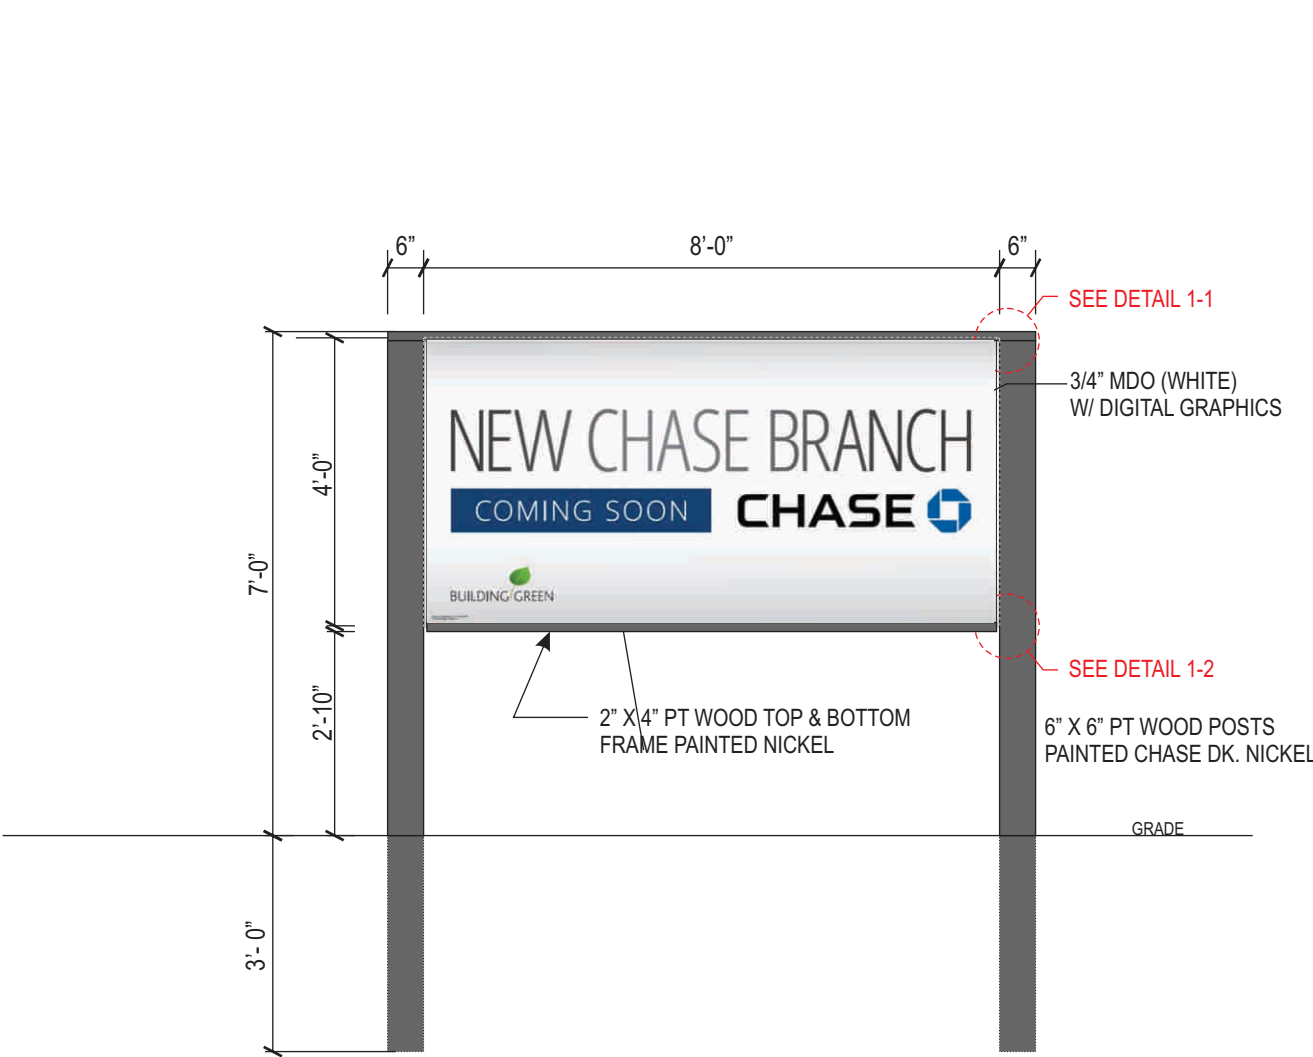 6” 8’-0” 6”
SEE DETAIL 1-1
3/4” MDO (WHITE)
W/ DIGITAL GRAPHICS
NEW CHASE BRANCH
COMING SOON
CHASE
4’-0”
7’-0”
BUILDING GREEN
SEE DETAIL 1-2
2’-10”
2” X 4” PT WOOD TOP & BOTTOM
FRAME PAINTED NICKEL
6” X 6” PT WOOD POSTS
PAINTED CHASE DK. NICKEL
GRADE
3’- 0”